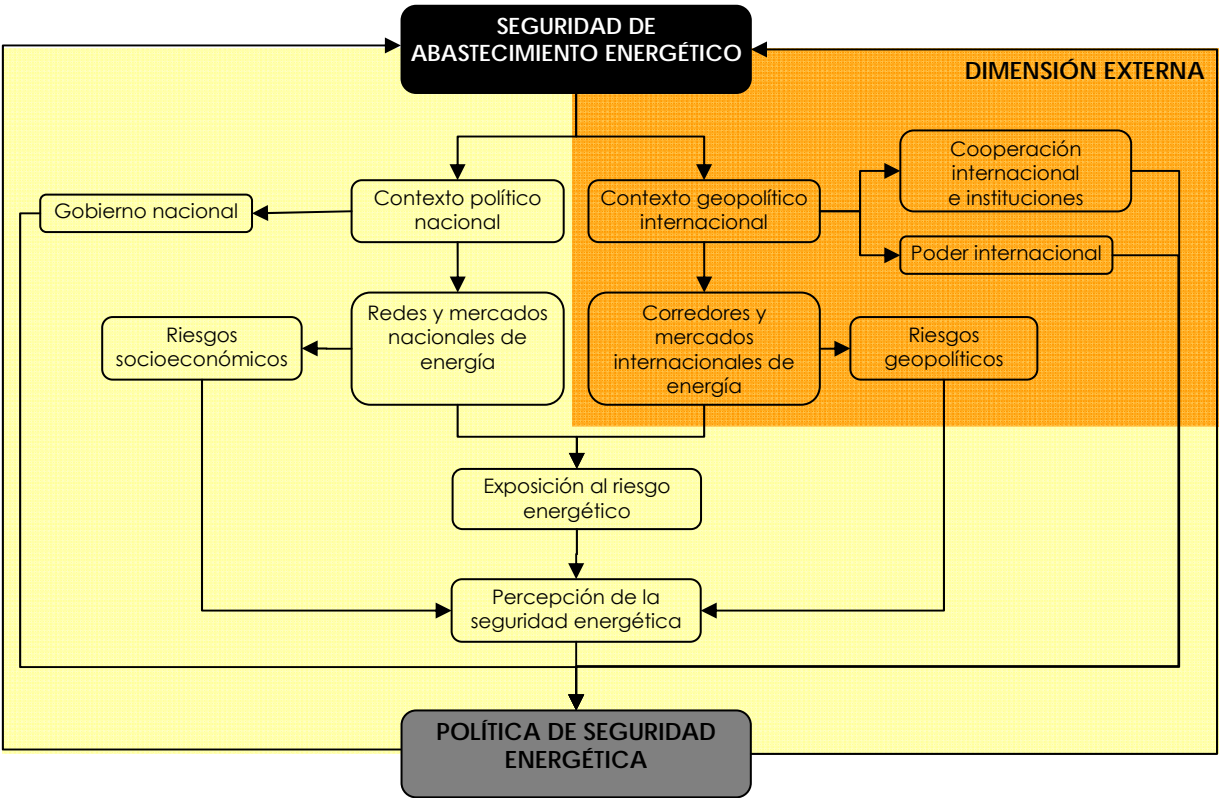 SEGURIDAD DE
ABASTECIMIENTO ENERGÉTICO
DIMENSIÓN EXTERNA
Cooperación
internacional
e instituciones
Gobierno nacional
Contexto político
nacional
Contexto geopolítico
internacional
Poder internacional
Riesgos
socioeconómicos
Redes y mercados
nacionales de
energía
Corredores y
mercados
internacionales de
energía
Riesgos
geopolíticos
Exposición al riesgo
energético
Percepción de la
seguridad energética
POLÍTICA DE SEGURIDAD
ENERGÉTICA